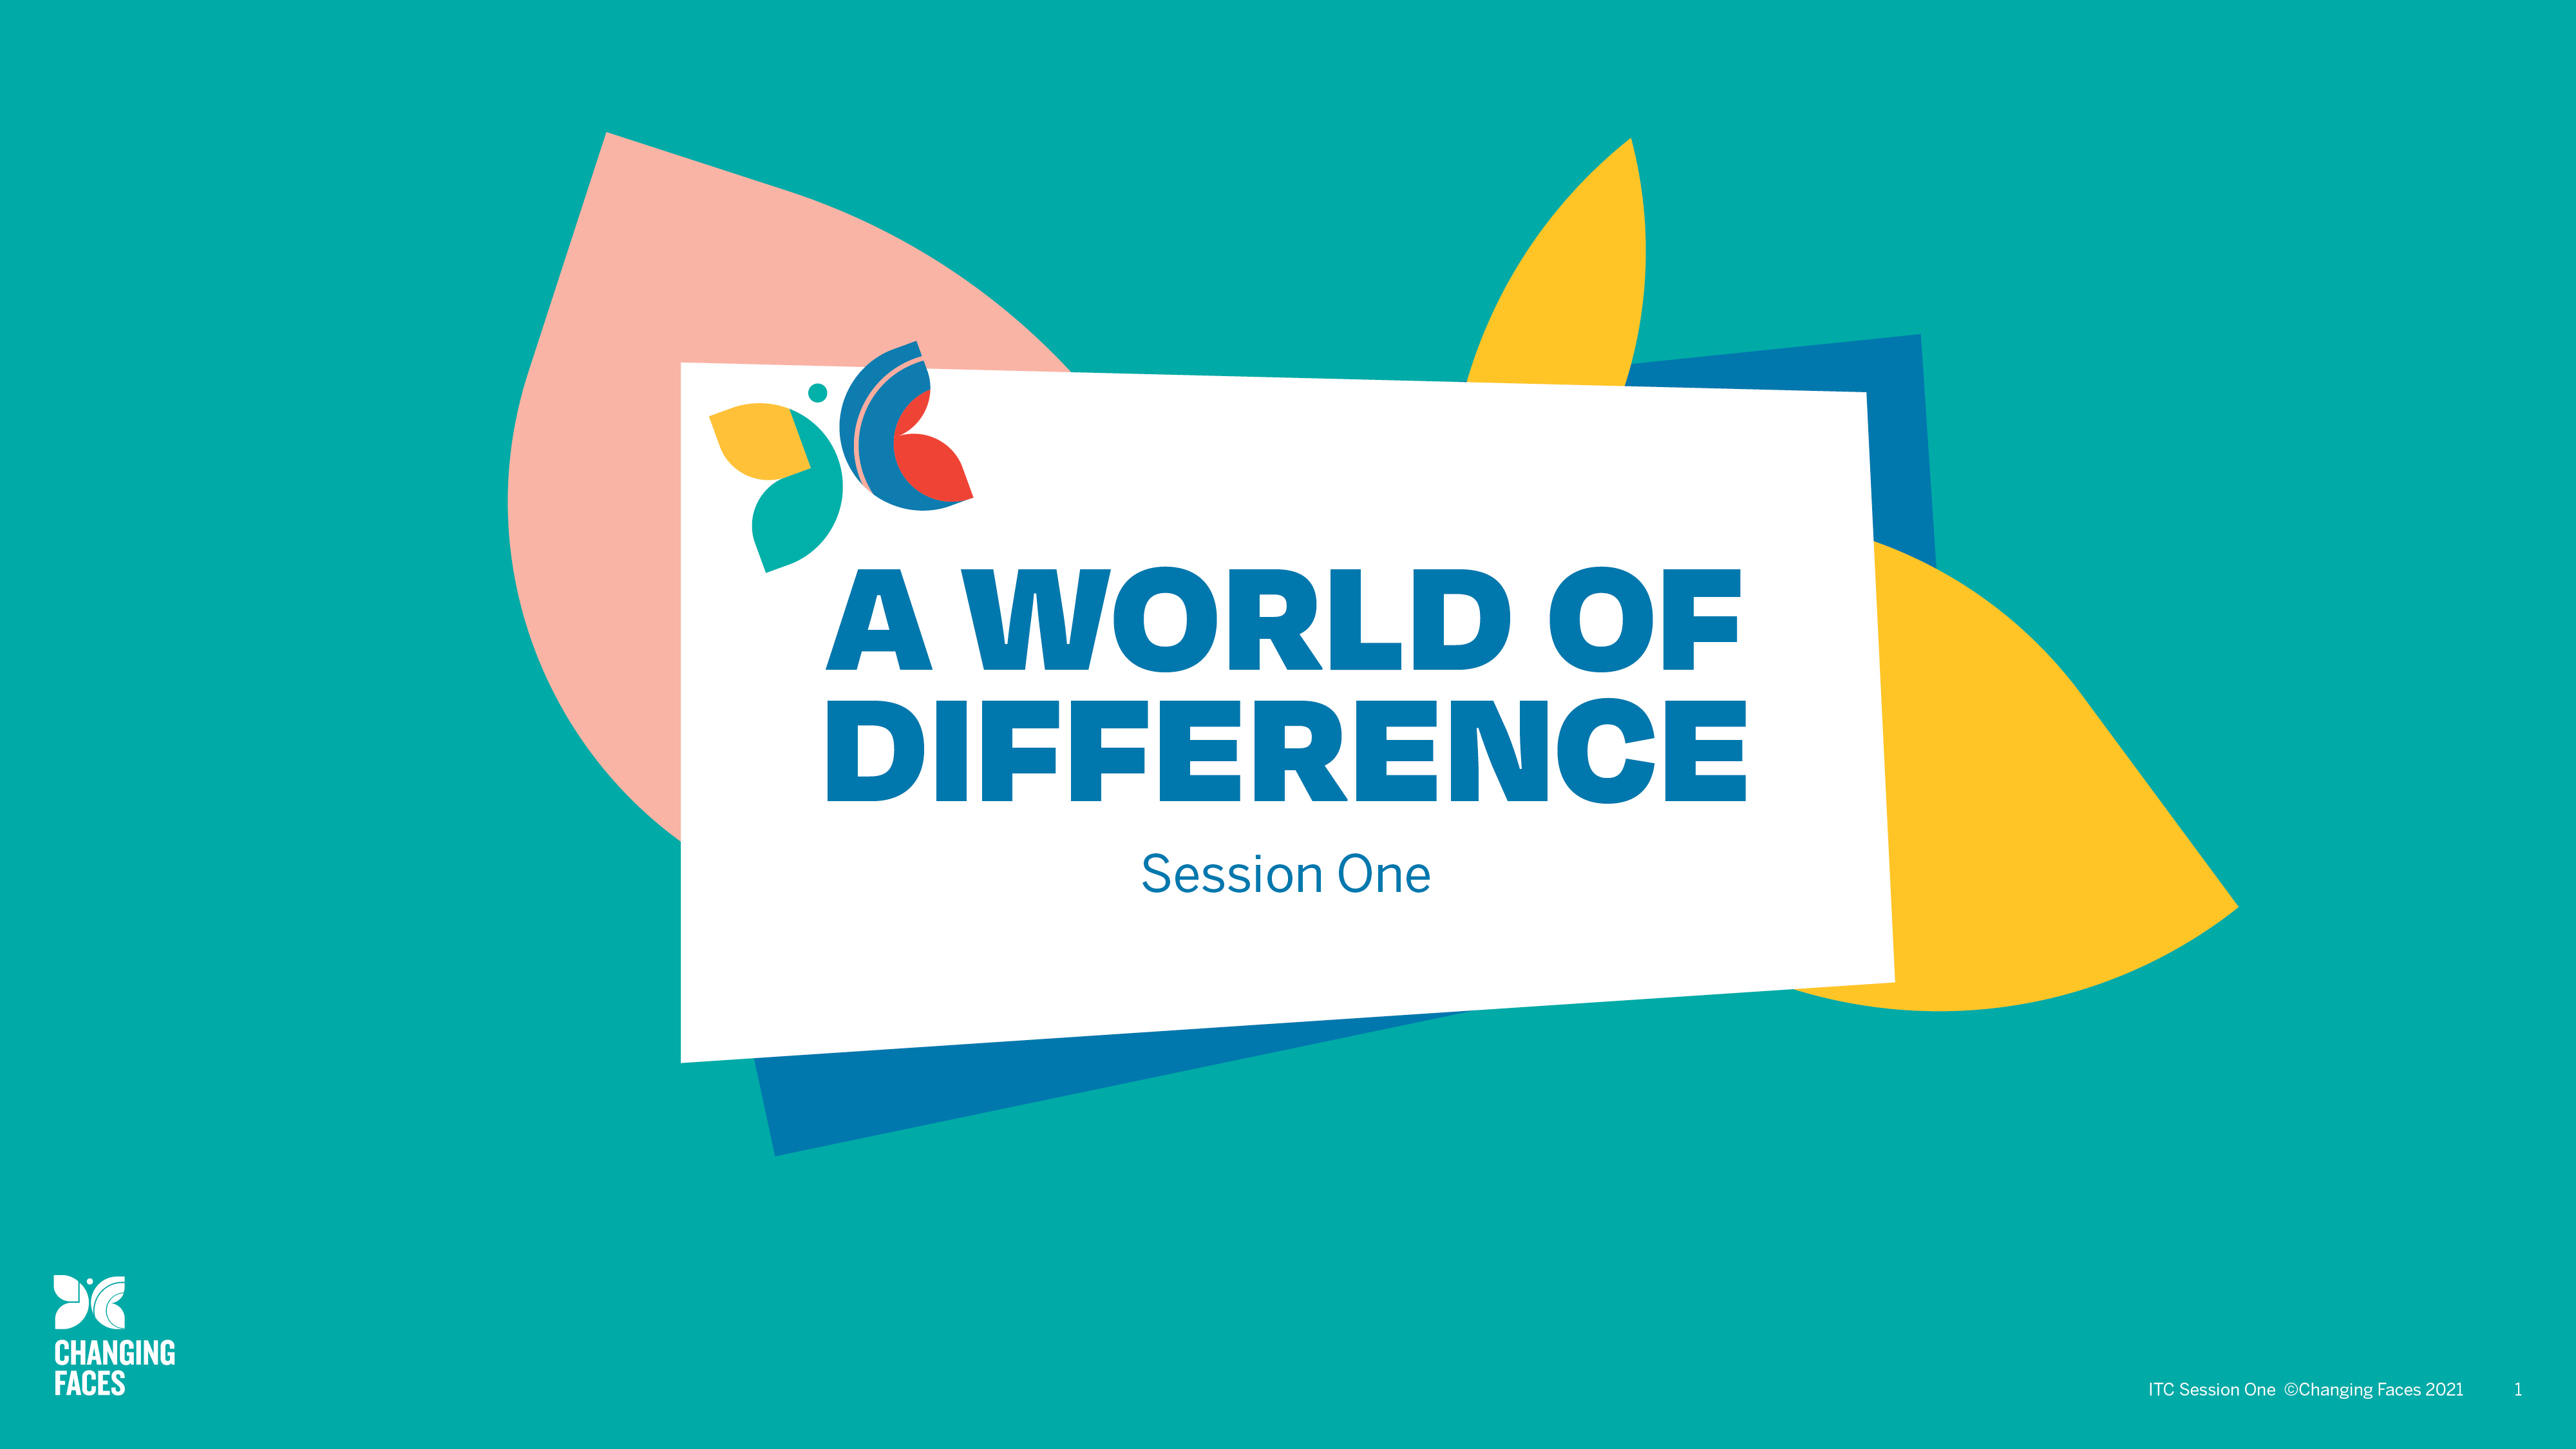 A WORLD OF
DIFFERENCE
Session One
CHANGING
FACES
ITC Session One ©Changing Faces 2021 1